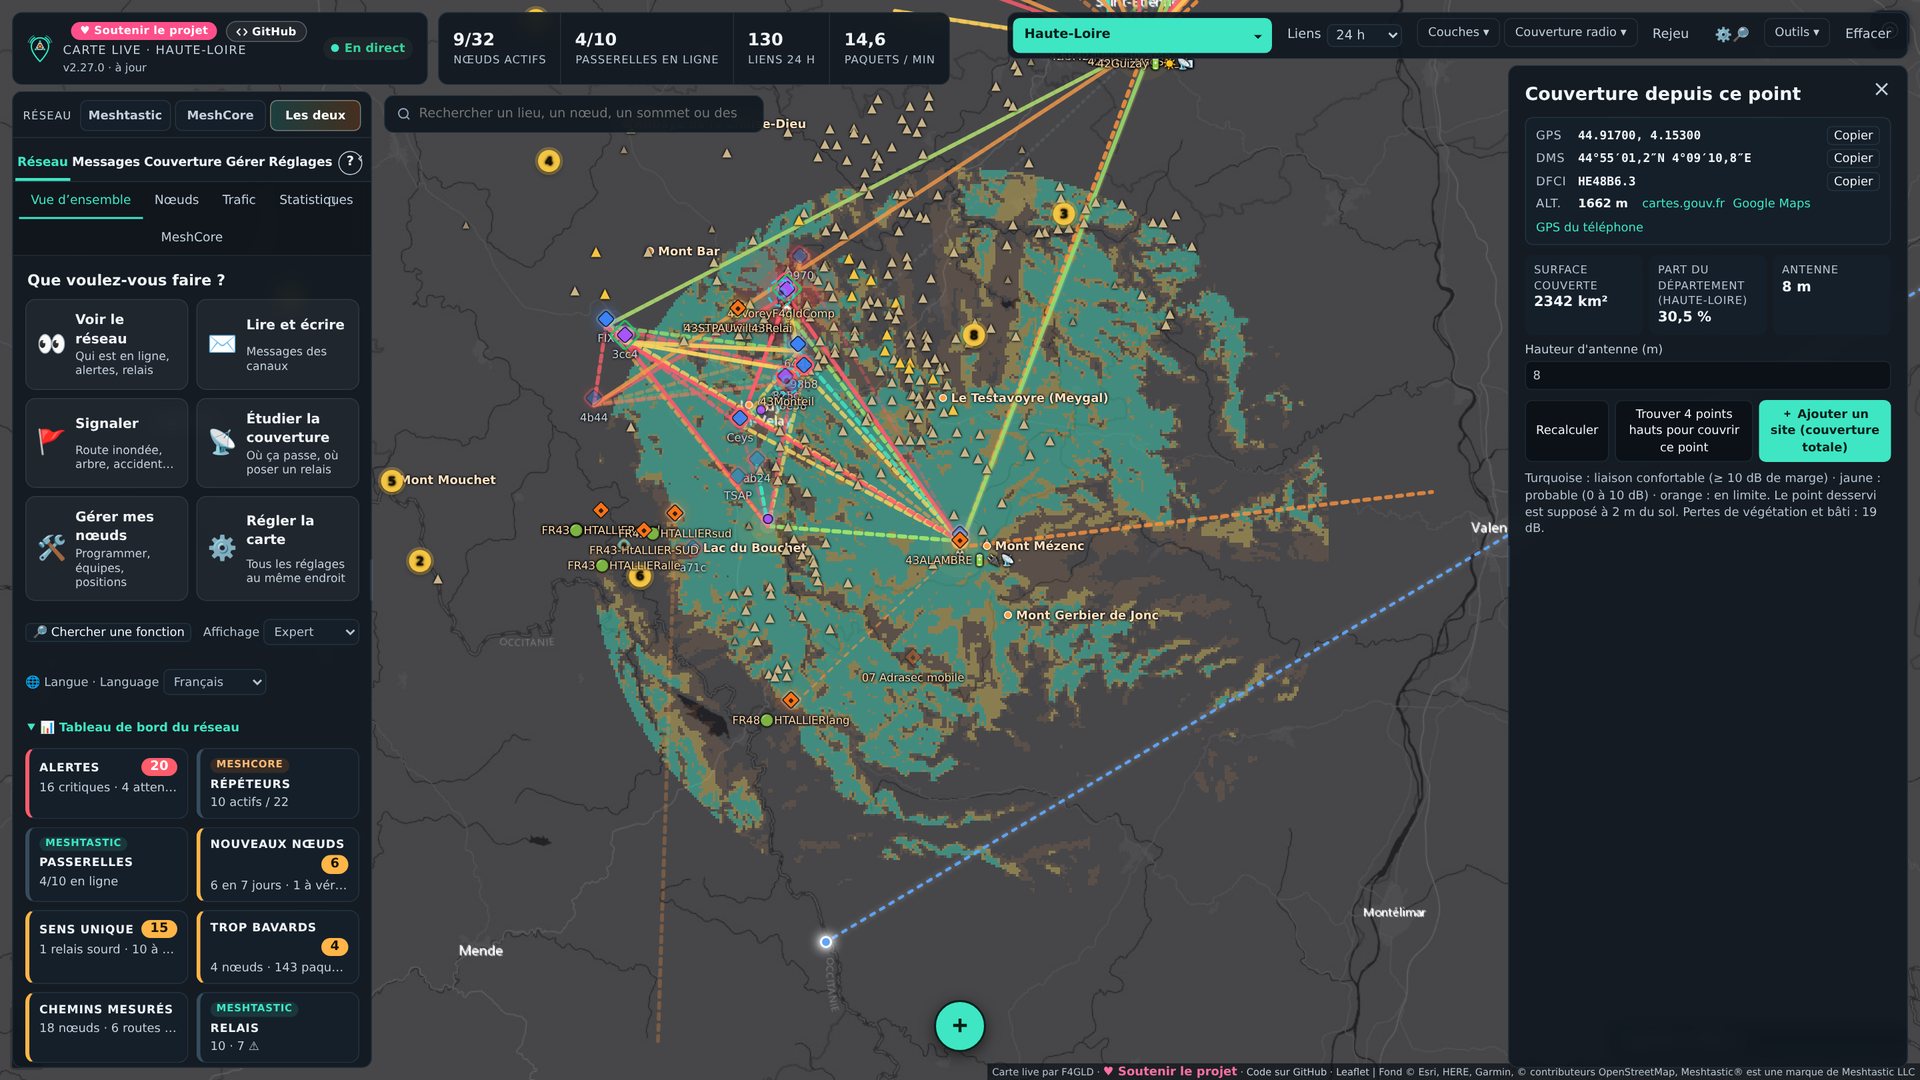 ♥ Soutenir le projet
<> GitHub
CARTE LIVE · HAUTE-LOIRE
v2.27.0 · à jour
En direct
9/32
NŒUDS ACTIFS
4/10
PASSERELLES EN LIGNE
130
LIENS 24 H
14,6
PAQUETS / MIN
Haute-Loire
Liens
24 h
Couches ▾
Couverture radio ▾
Rejeu
Outils ▾
Effacer
RÉSEAU
Meshtastic
MeshCore
Les deux
Réseau Messages Couverture Gérer Réglages
?
Vue d’ensemble
Nœuds
Trafic
Statistiques
MeshCore
Que voulez-vous faire ?
Voir le
réseau
Qui est en ligne,
alertes, relais
Lire et écrire
Messages des
canaux
Signaler
Route inondée,
arbre, accident…
Étudier la
couverture
Où ça passe, où
poser un relais
Gérer mes
nœuds
Programmer,
équipes,
positions
Régler la
carte
Tous les réglages
au même endroit
Chercher une fonction
Affichage
Expert
Langue · Language
Français
▼ Tableau de bord du réseau
ALERTES
20
16 critiques · 4 atten…
MESHCORE
RÉPÉTEURS
10 actifs / 22
MESHTASTIC
PASSERELLES
4/10 en ligne
NOUVEAUX NŒUDS
6
6 en 7 jours · 1 à vér…
SENS UNIQUE
15
1 relais sourd · 10 à …
TROP BAVARDS
4
4 nœuds · 143 paqu…
CHEMINS MESURÉS
18 nœuds · 6 routes …
MESHTASTIC
RELAIS
10 · 7 ⚠
Rechercher un lieu, un nœud, un sommet ou des
e-Dieu
42Guizay
4
3
8
5
2
6
Mont Bar
9970
43STPAUwill43Relai
3cc4
4b44
98b8
43Monteil
Ceys
ab24
TSAP
Le Testavoyre (Meygal)
Mont Mouchet
HTALLIERsud
FR43-HtALLIER-SUD
FR43 HTALLIERalle
a71c
Lac du Bouchet
43ALAMBRE
Mont Mézenc
Mont Gerbier de Jonc
OCCITANIE
07 Adrasec mobile
FR48 HTALLIERlang
Mende
OCCITANIE
Montélimar
Valen
+
Couverture depuis ce point
GPS 44.91700, 4.15300 Copier
DMS 44°55′01,2″N 4°09′10,8″E Copier
DFCI HE48B6.3 Copier
ALT. 1662 m cartes.gouv.fr Google Maps
GPS du téléphone
SURFACE
COUVERTE
2342 km²
PART DU
DÉPARTEMENT
(HAUTE-LOIRE)
30,5 %
ANTENNE
8 m
Hauteur d'antenne (m)
8
Recalculer
Trouver 4 points
hauts pour couvrir
ce point
+ Ajouter un
site (couverture
totale)
Turquoise : liaison confortable (≥ 10 dB de marge) · jaune :
probable (0 à 10 dB) · orange : en limite. Le point desservi
est supposé à 2 m du sol. Pertes de végétation et bâti : 19
dB.
Carte live par F4GLD · ♥ Soutenir le projet · Code sur GitHub · Leaflet | Fond © Esri, HERE, Garmin, © contributeurs OpenStreetMap, Meshtastic® est une marque de Meshtastic LLC